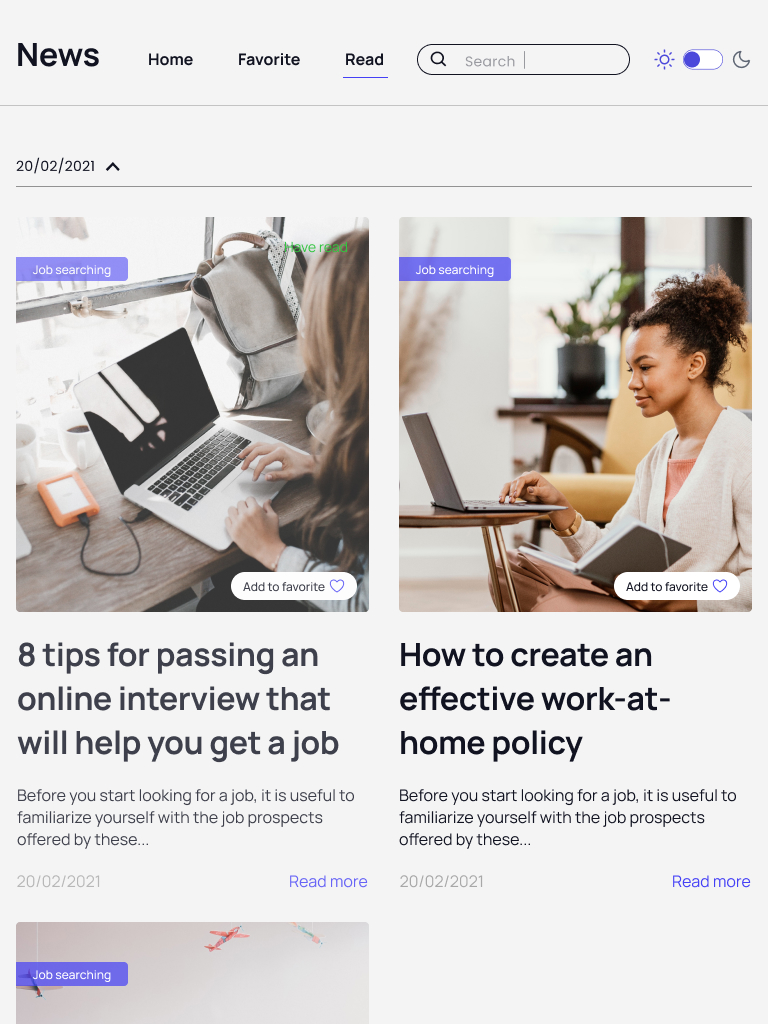 News
Home
Favorite
Read
Search
20/02/2021
Job searching
Have read
Add to favorite
8 tips for passing an
online interview that
will help you get a job
Before you start looking for a job, it is useful to
familiarize yourself with the job prospects
offered by these...
20/02/2021
Read more
Job searching
Add to favorite
How to create an
effective work-at-
home policy
Before you start looking for a job, it is useful to
familiarize yourself with the job prospects
offered by these...
20/02/2021
Read more
Job searching